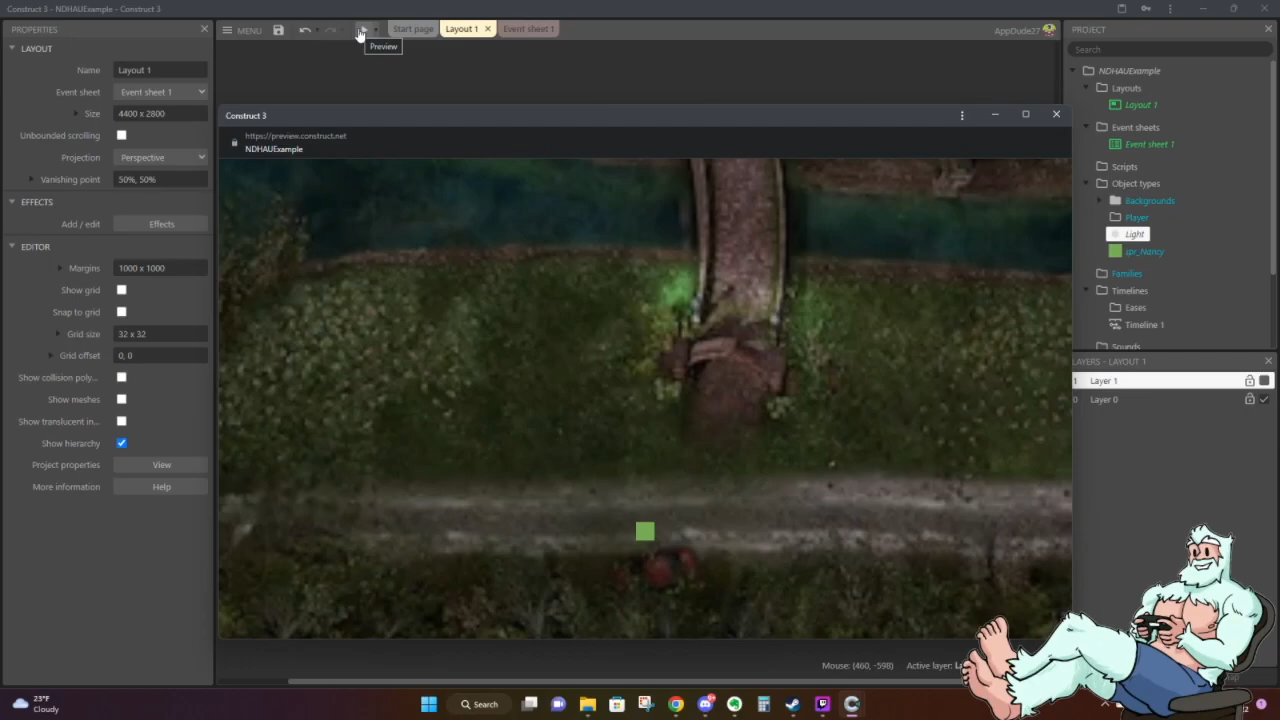 Construct 3 - NDHAUExample - Construct 3
PROPERTIES
MENU
Start page
Layout 1
Event sheet 1
AppDude27
PROJECT
Preview
LAYOUT
Search
Name
Layout 1
NDHAUExample
Event sheet
Event sheet 1
Layouts
Size
4400 x 2800
Layout 1
Construct 3
Unbounded scrolling
https://preview.construct.net
NDHAUExample
Event sheets
Event sheet 1
Projection
Perspective
Scripts
Vanishing point
50%, 50%
Object types
EFFECTS
Backgrounds
Add / edit
Effects
Player
Light
EDITOR
spr_Nancy
Margins
1000 x 1000
Families
Show grid
Timelines
Snap to grid
Eases
Grid size
32 x 32
Timeline 1
Grid offset
0, 0
Sounds
LAYERS - LAYOUT 1
Show collision poly...
1
Layer 1
Show meshes
0
Layer 0
Show translucent in...
Show hierarchy
Project properties
View
More information
Help
Mouse: (460, -598)
Active layer:
23°F
Cloudy
Search